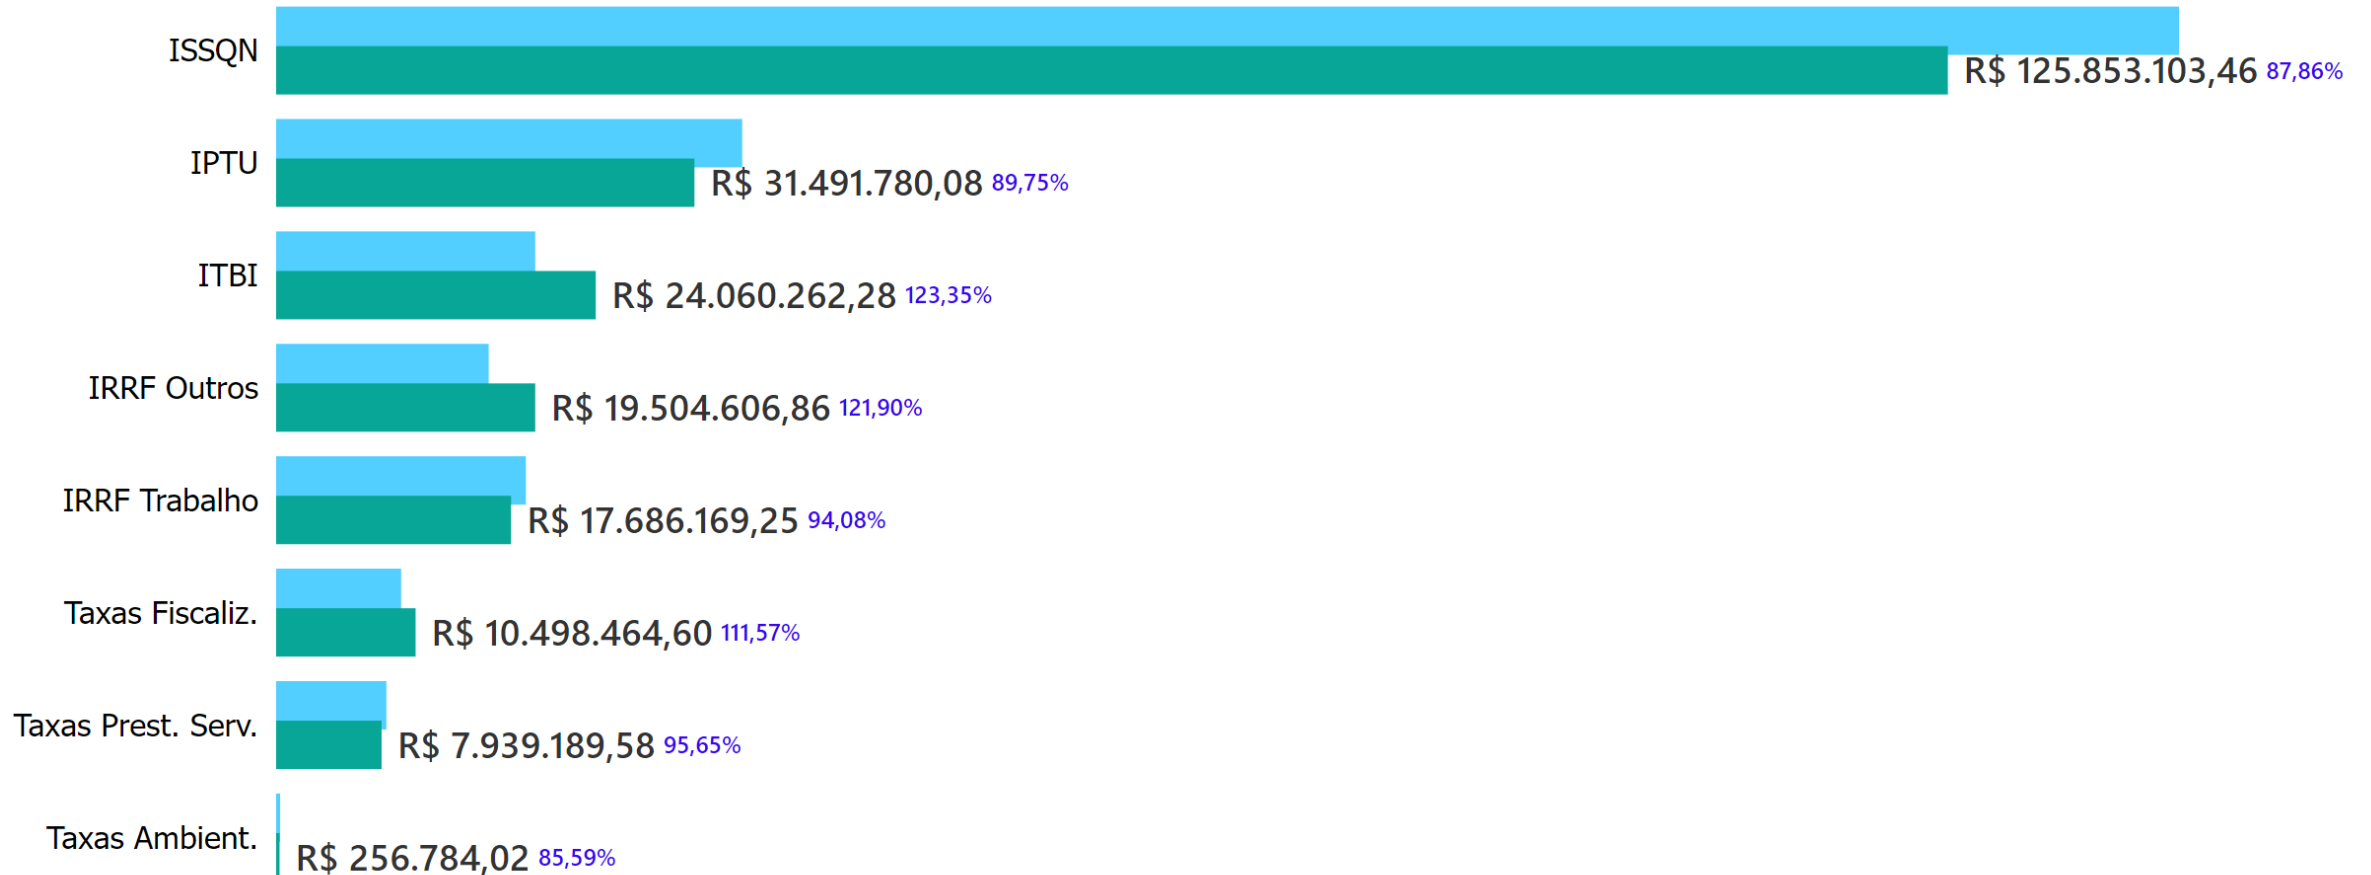 ISSQN R$ 125.853.103,46 87,86%
IPTU R$ 31.491.780,08 89,75%
ITBI R$ 24.060.262,28 123,35%
IRRF Outros R$ 19.504.606,86 121,90%
IRRF Trabalho R$ 17.686.169,25 94,08%
Taxas Fiscaliz. R$ 10.498.464,60 111,57%
Taxas Prest. Serv. R$ 7.939.189,58 95,65%
Taxas Ambient. R$ 256.784,02 85,59%